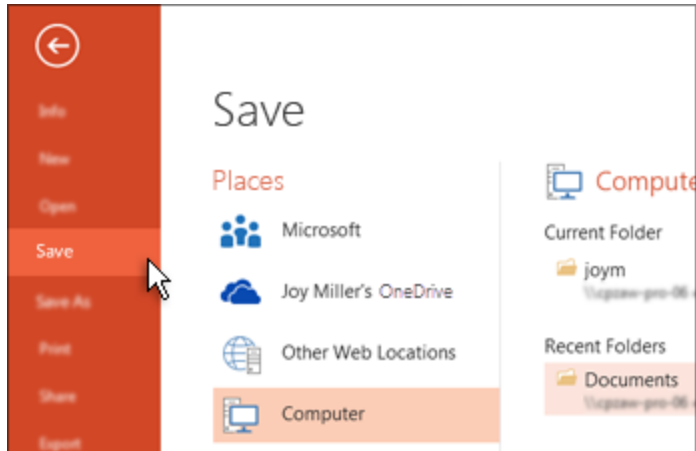 Info
New
Open
Save
Save As
Print
Share
Export
Save
Places
Microsoft
Joy Miller's OneDrive
Other Web Locations
Computer
Compute
Current Folder
joym
Recent Folders
Documents